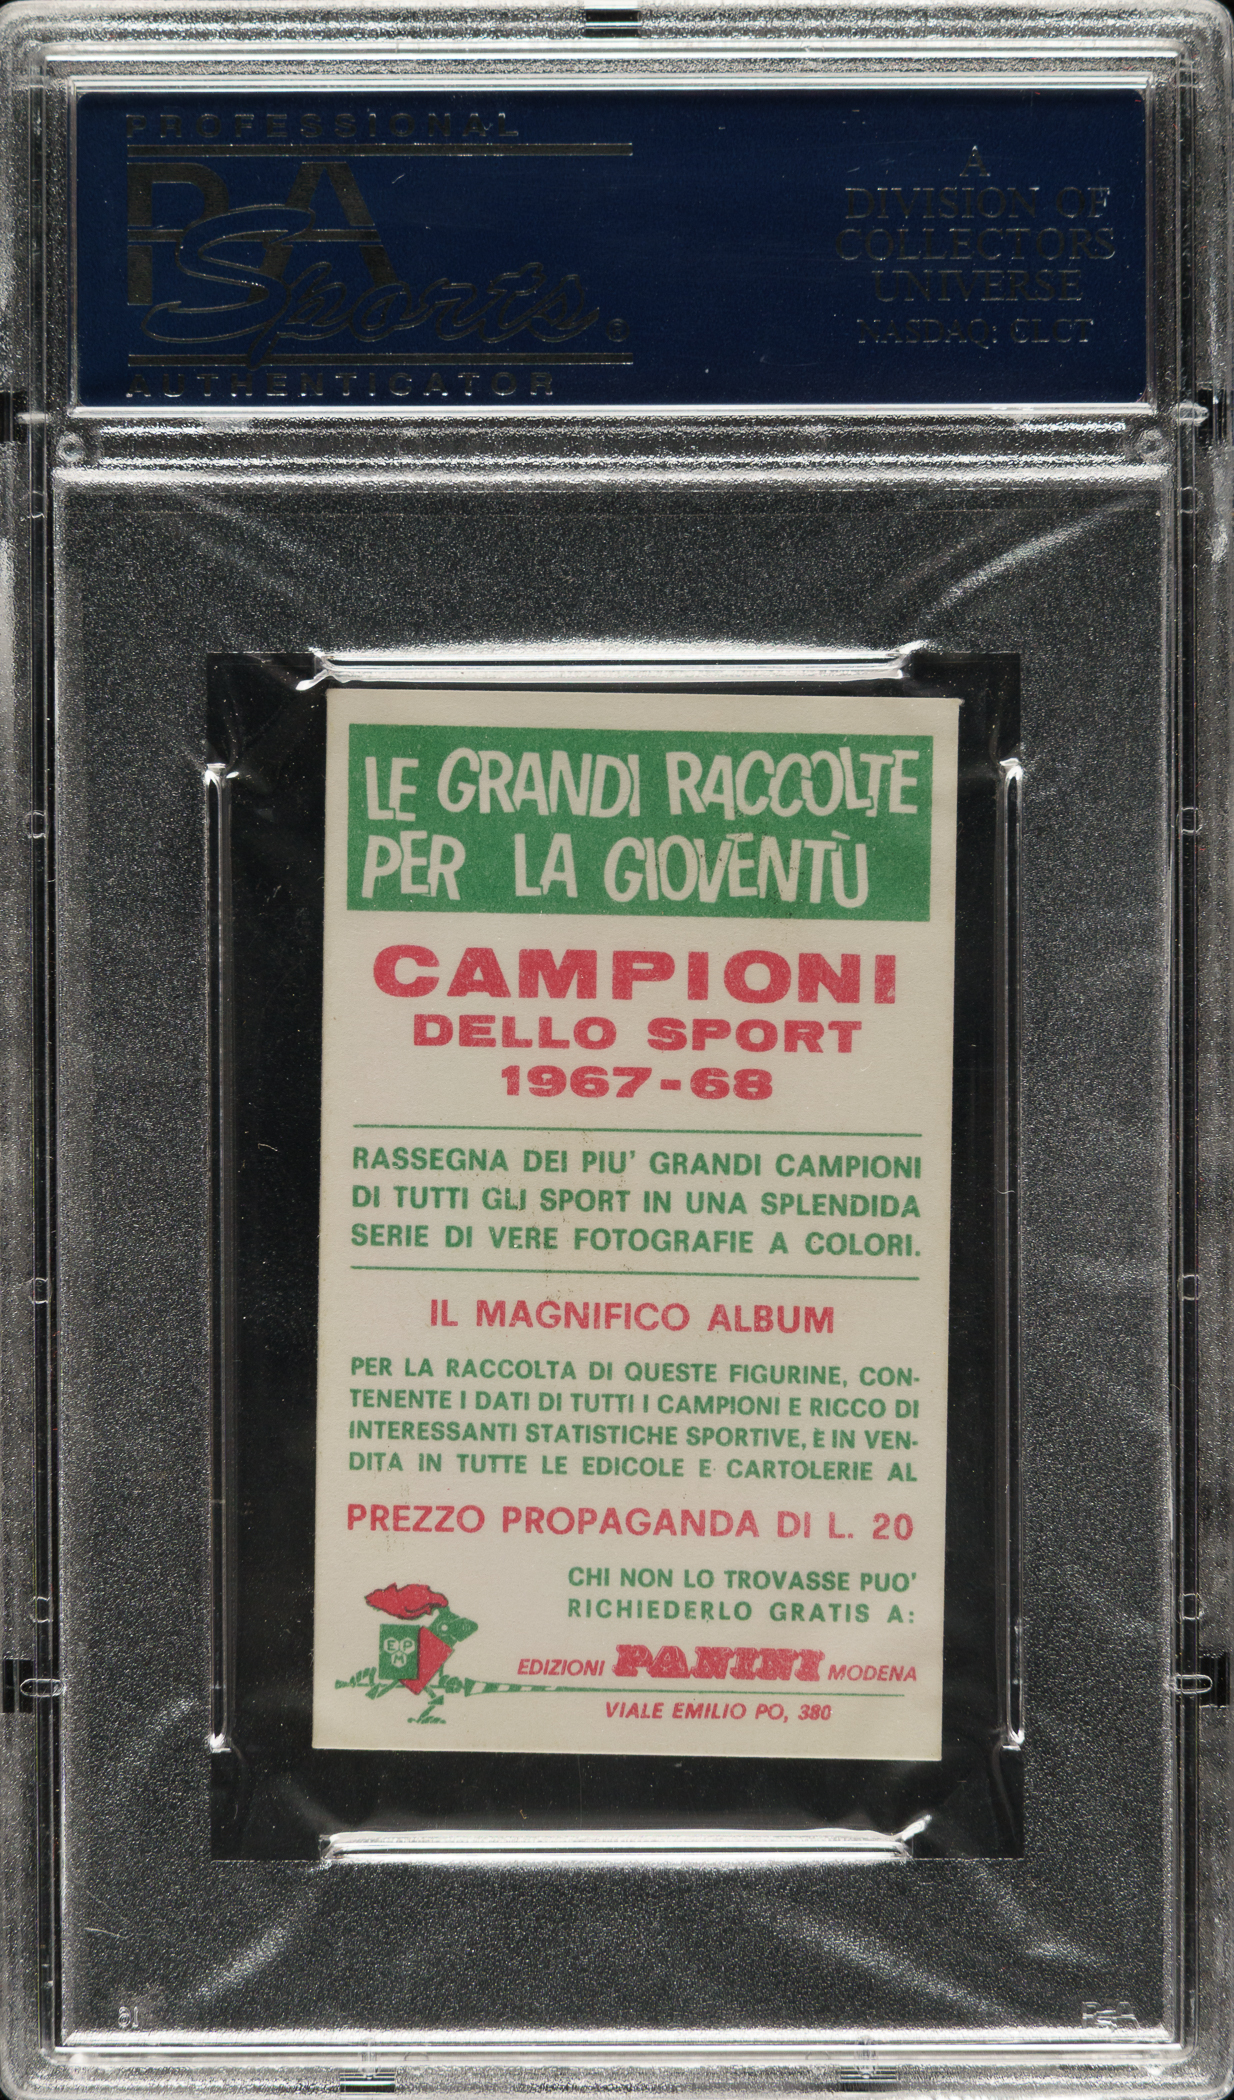 PROFESSIONAL
PSA
Sports®
AUTHENTICATOR
A
DIVISION OF
COLLECTORS
UNIVERSE
NASDAQ: CLCT
LE GRANDI RACCOLTE
PER LA GIOVENTÙ
CAMPIONI
DELLO SPORT
1967-68
RASSEGNA DEI PIU' GRANDI CAMPIONI
DI TUTTI GLI SPORT IN UNA SPLENDIDA
SERIE DI VERE FOTOGRAFIE A COLORI.
IL MAGNIFICO ALBUM
PER LA RACCOLTA DI QUESTE FIGURINE, CON-
TENENTE I DATI DI TUTTI I CAMPIONI E RICCO DI
INTERESSANTI STATISTICHE SPORTIVE, È IN VEN-
DITA IN TUTTE LE EDICOLE E CARTOLERIE AL
PREZZO PROPAGANDA DI L. 20
CHI NON LO TROVASSE PUO'
RICHIEDERLO GRATIS A:
EPM
EDIZIONI PANINI MODENA
VIALE EMILIO PO, 380
61
PSA